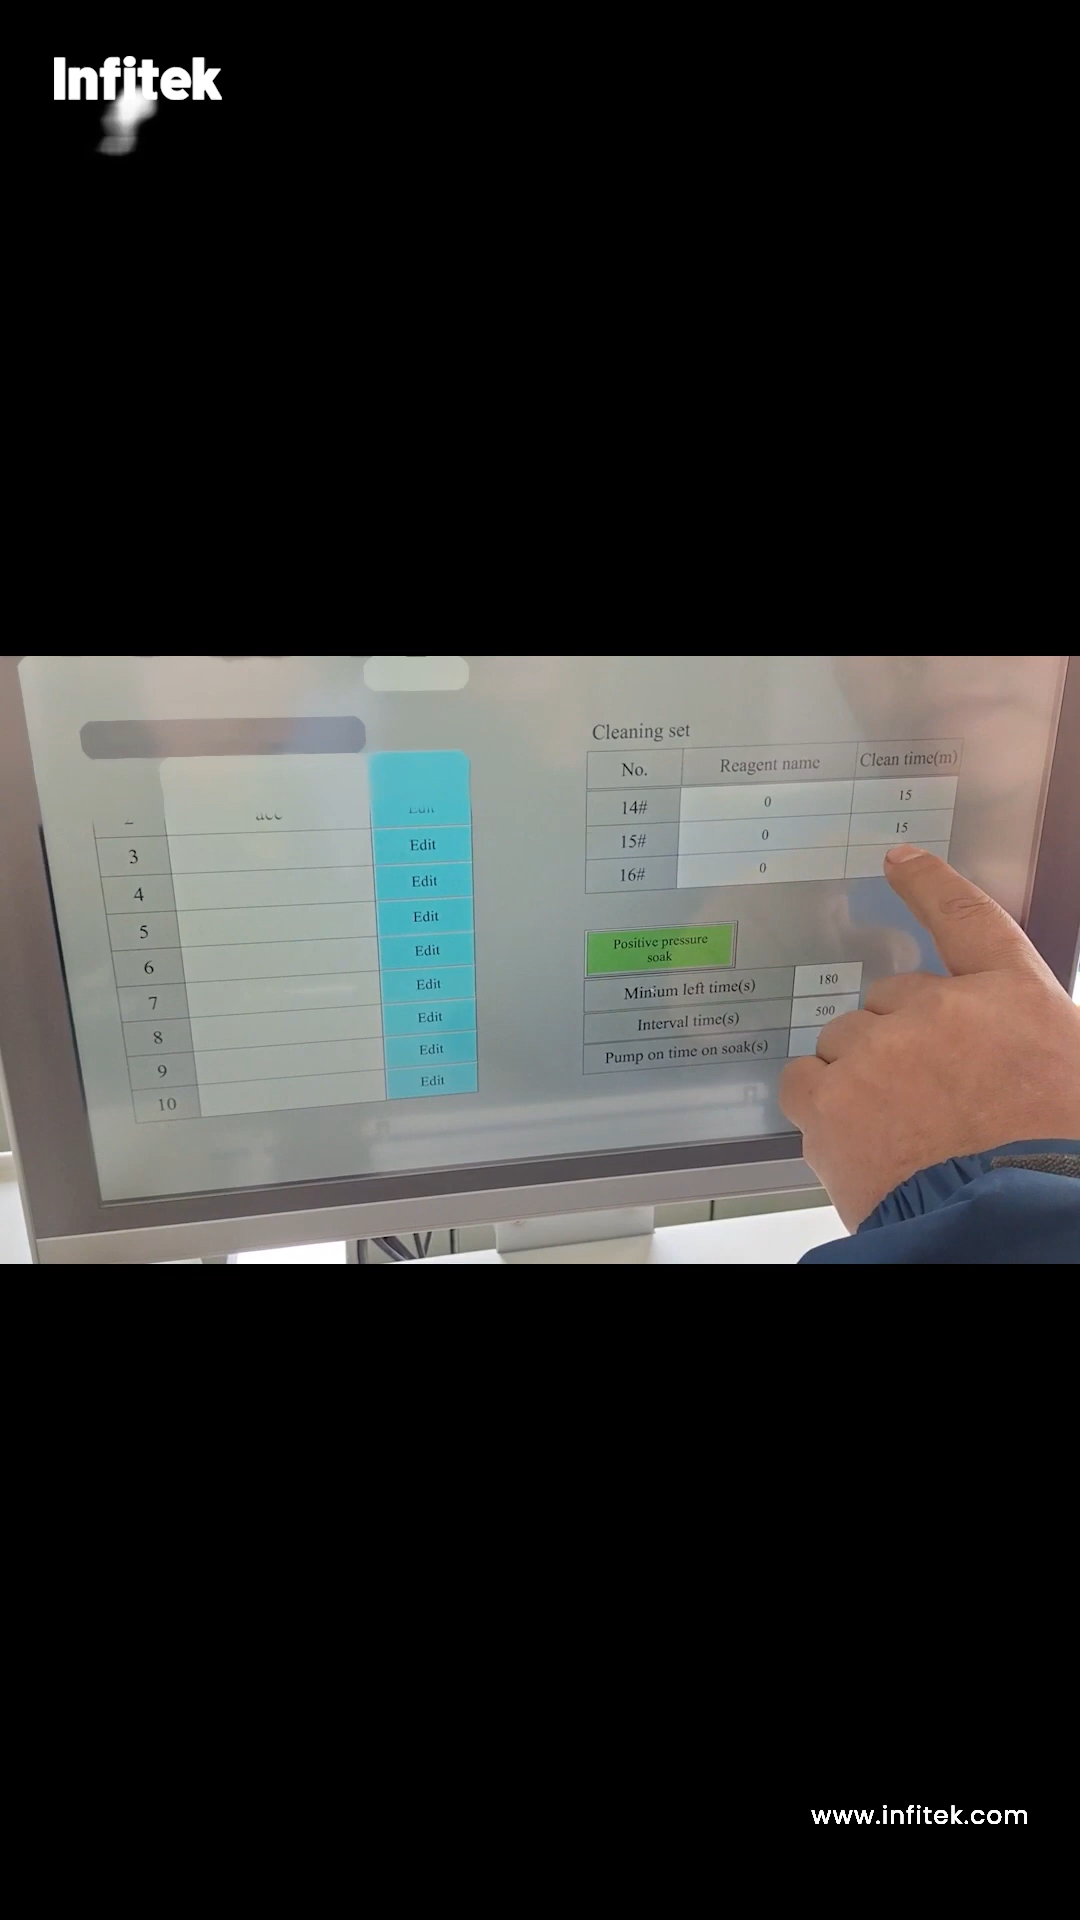 Infitek
Cleaning set
No. Reagent name Clean time(m)
14# 0 15
15# 0 15
16# 0
Edit
3 Edit
4 Edit
5 Edit
6 Edit
7 Edit
8 Edit
9 Edit
10 Edit
Positive pressure
soak
Minium left time(s) 180
Interval time(s) 500
Pump on time on soak(s)
www.infitek.com